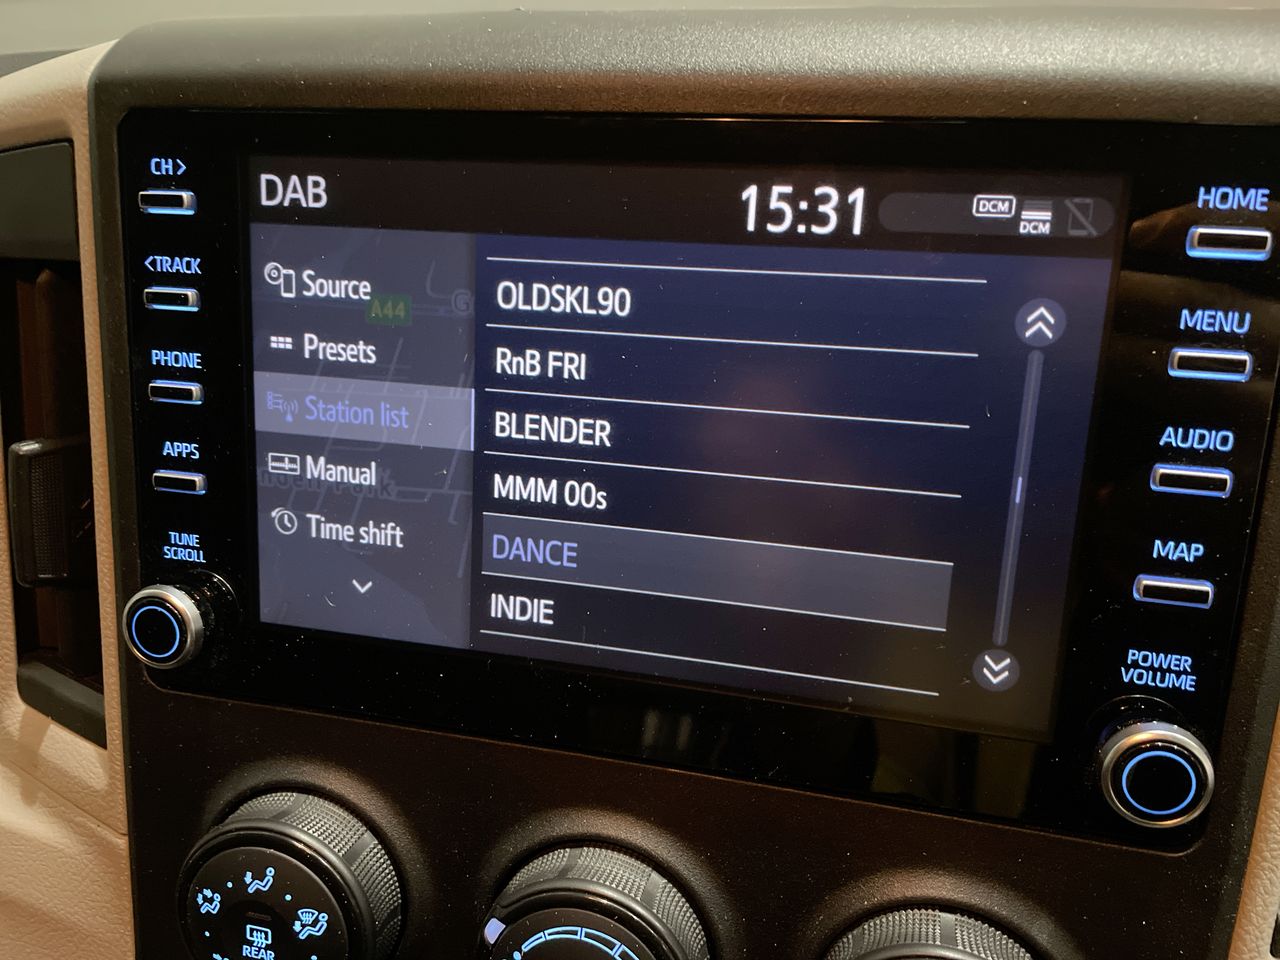 CH>
<TRACK
PHONE
APPS
TUNE
SCROLL
DAB
15:31
DCM
DCM
Source
A44
Presets
Station list
Manual
Time shift
OLDSKL90
RnB FRI
BLENDER
MMM 00s
DANCE
INDIE
HOME
MENU
AUDIO
MAP
POWER
VOLUME
REAR